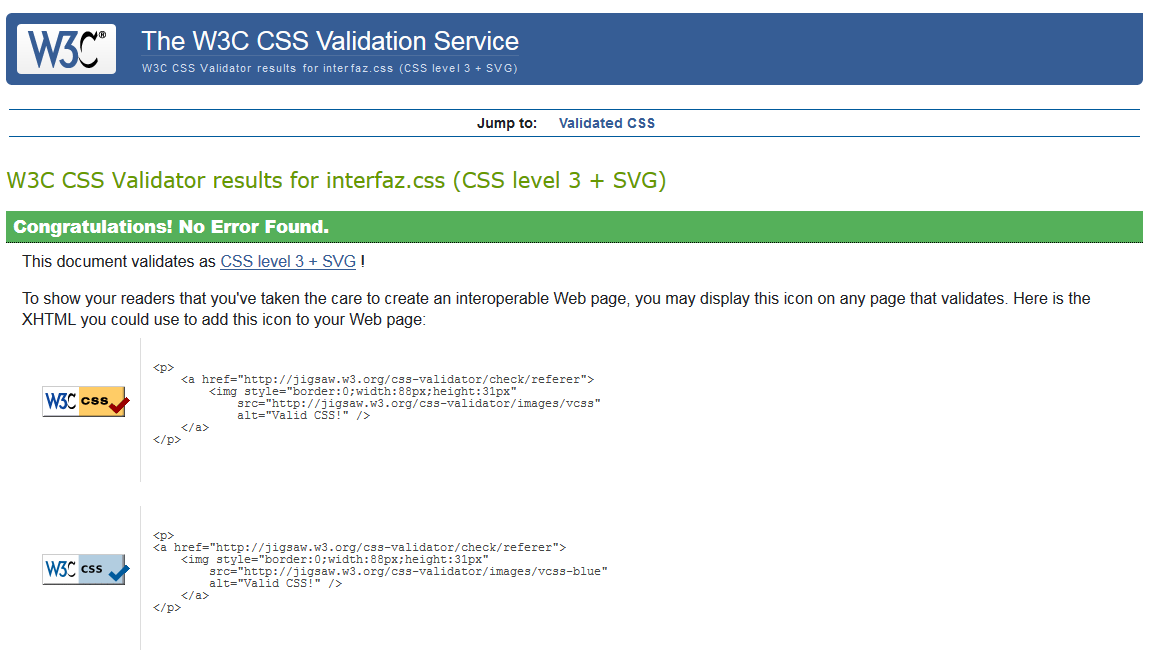 W3C®
The W3C CSS Validation Service
W3C CSS Validator results for interfaz.css (CSS level 3 + SVG)
Jump to: Validated CSS
W3C CSS Validator results for interfaz.css (CSS level 3 + SVG)
Congratulations! No Error Found.
This document validates as CSS level 3 + SVG !
To show your readers that you've taken the care to create an interoperable Web page, you may display this icon on any page that validates. Here is the
XHTML you could use to add this icon to your Web page:
W3C css
<p>
    <a href="http://jigsaw.w3.org/css-validator/check/referer">
        <img style="border:0;width:88px;height:31px"
            src="http://jigsaw.w3.org/css-validator/images/vcss"
            alt="Valid CSS!" />
    </a>
</p>
W3C css
<p>
<a href="http://jigsaw.w3.org/css-validator/check/referer">
    <img style="border:0;width:88px;height:31px"
        src="http://jigsaw.w3.org/css-validator/images/vcss-blue"
        alt="Valid CSS!" />
    </a>
</p>